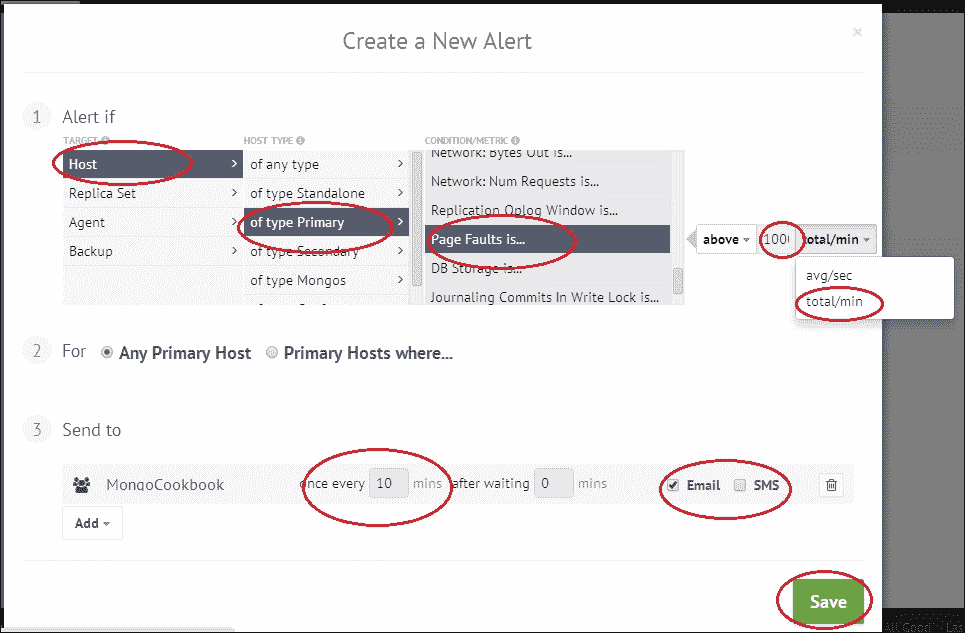 Create a New Alert
×
1 Alert if
TARGET HOST TYPE CONDITION/METRIC
Network: Bytes Out is...
Host of any type
Network: Num Requests is...
Replica Set of type Standalone
Replication Oplog Window is...
Agent of type Primary
Page Faults is... above 100 total/min
Backup of type Secondary
DB Storage is... avg/sec
of type Mongos
Journaling Commits In Write Lock is... total/min
2 For Any Primary Host Primary Hosts where...
3 Send to
MongoCookbook once every 10 mins after waiting 0 mins Email SMS
Add
Save
All Good